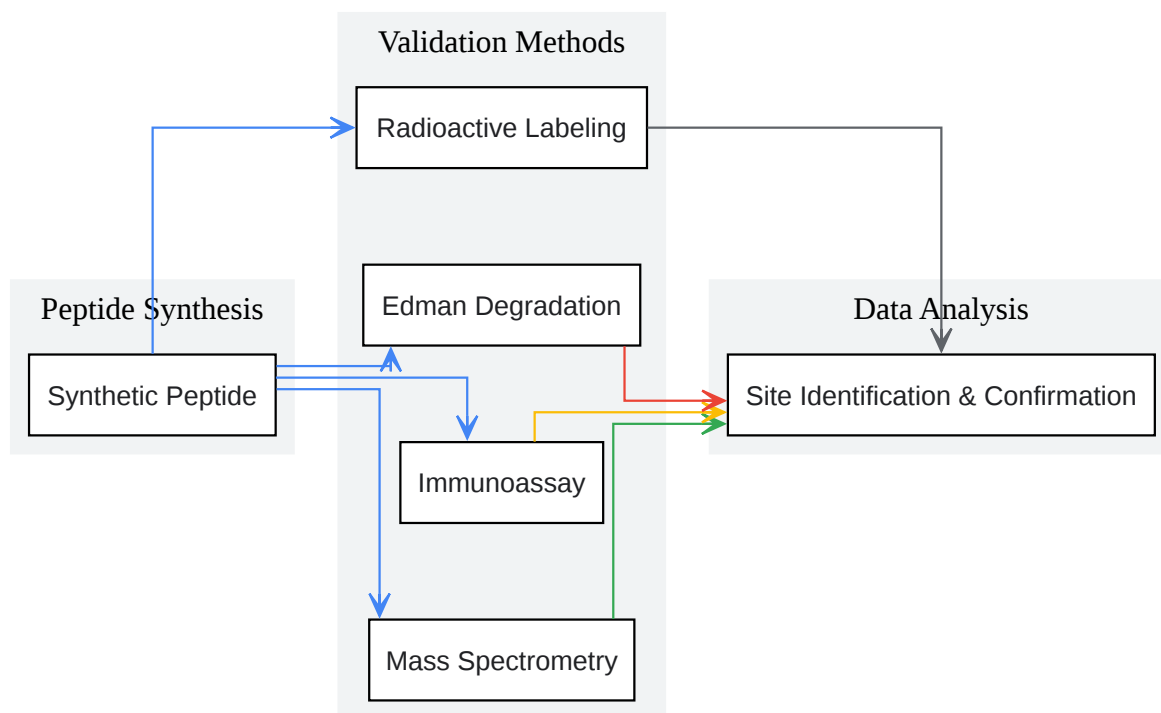 Validation Methods
Radioactive Labeling
Edman Degradation
Peptide Synthesis
Data Analysis
Synthetic Peptide
Site Identification & Confirmation
Immunoassay
Mass Spectrometry